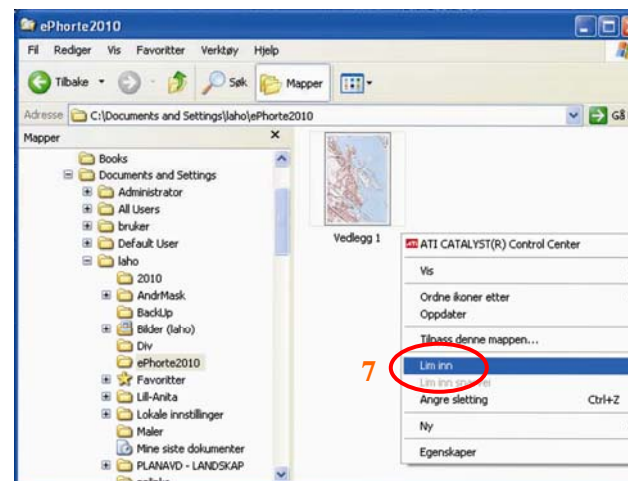 ePhorte2010
Fil Rediger Vis Favoritter Verktøy Hjelp
Tilbake Søk Mapper
Adresse C:\Documents and Settings\laho\ePhorte2010 Gå
Mapper x
Books
Documents and Settings
Administrator
All Users
bruker
Default User
laho
2010
AndrMask
BackUp
Bilder (laho)
Div
ePhorte2010
Favoritter
Lill-Anita
Lokale innstillinger
Maler
Mine siste dokumenter
PLANAVD - LANDSKAP
Vedlegg 1
ATI CATALYST(R) Control Center
Vis
Ordne ikoner etter
Oppdater
Tilpass denne mappen...
7 Lim inn
Lim inn snarvei
Angre sletting Ctrl+Z
Ny
Egenskaper